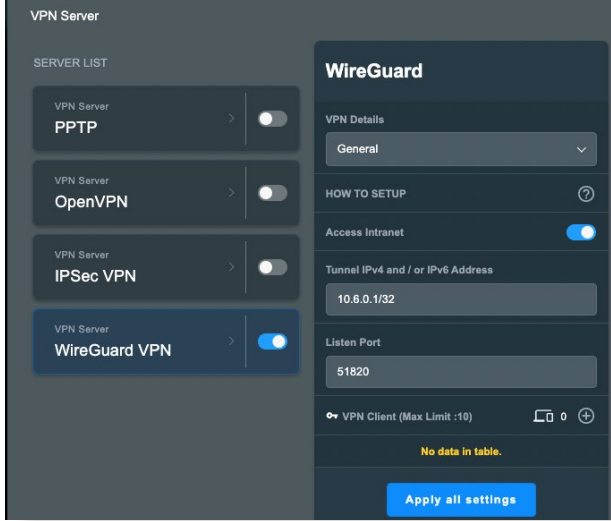 VPN Server
SERVER LIST
VPN Server
PPTP
VPN Server
OpenVPN
VPN Server
IPSec VPN
VPN Server
WireGuard VPN
WireGuard
VPN Details
General
HOW TO SETUP
Access Intranet
Tunnel IPv4 and / or IPv6 Address
10.6.0.1/32
Listen Port
51820
VPN Client (Max Limit :10) 0
No data in table.
Apply all settings